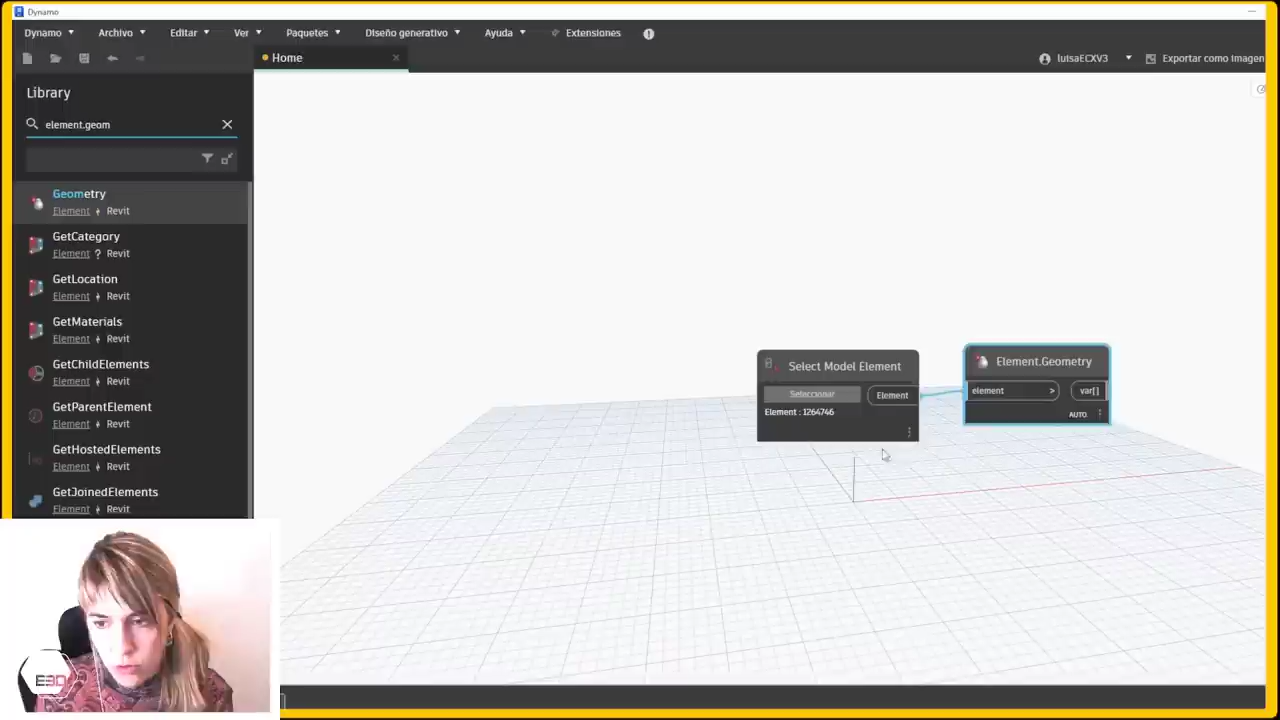 Dynamo
Dynamo Archivo Editar Ver Paquetes Diseño generativo Ayuda Extensiones
Home
luisaECXV3 Exportar como imagen
Library
element.geom
Geometry
Element Revit
GetCategory
Element ? Revit
GetLocation
Element Revit
GetMaterials
Element Revit
GetChildElements
Element Revit
GetParentElement
Element Revit
GetHostedElements
Element Revit
GetJoinedElements
Element Revit
Select Model Element
Seleccionar Element
Element : 1264746
Element.Geometry
element > var[]
AUTO
E3D